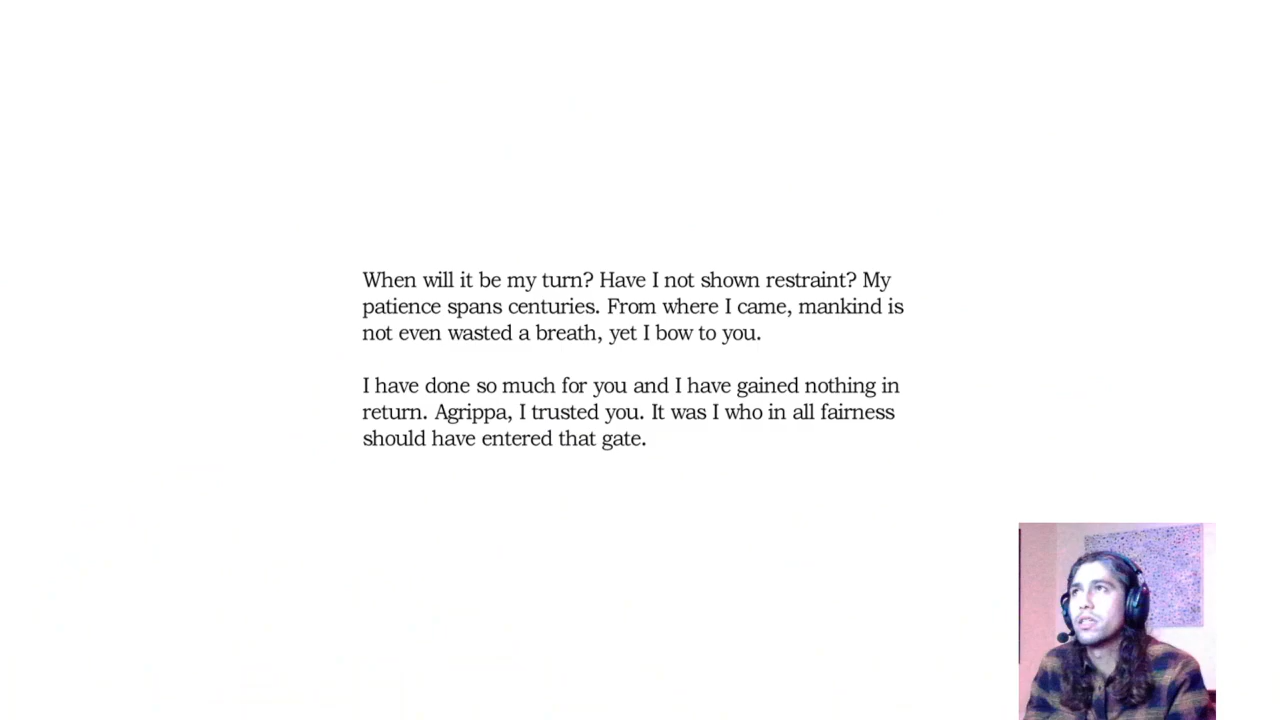 When will it be my turn? Have I not shown restraint? My
patience spans centuries. From where I came, mankind is
not even wasted a breath, yet I bow to you.
I have done so much for you and I have gained nothing in
return. Agrippa, I trusted you. It was I who in all fairness
should have entered that gate.